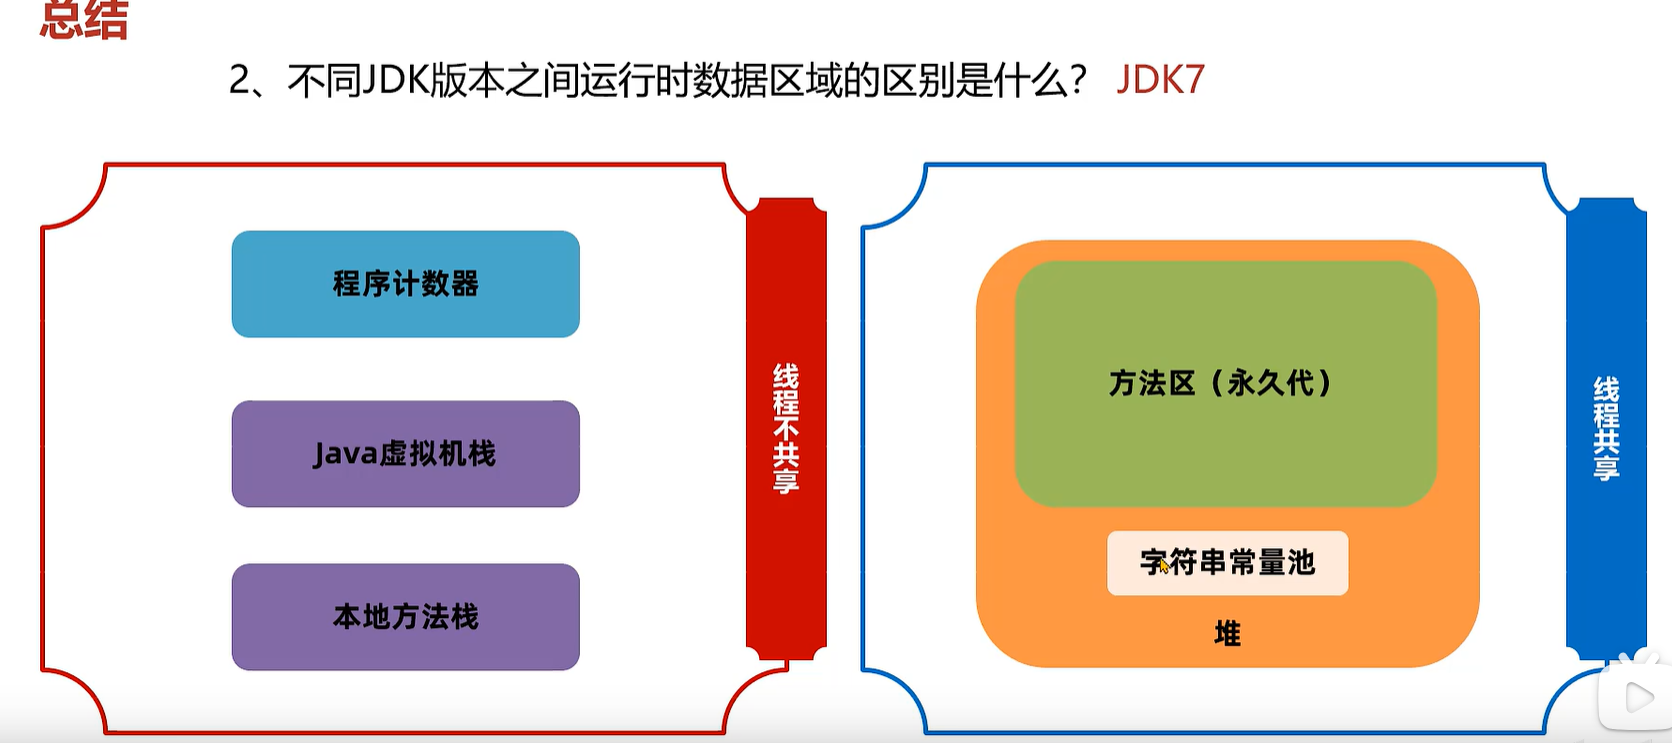 总结
2、不同JDK版本之间运行时数据区域的区别是什么? JDK7
程序计数器
Java虚拟机栈
本地方法栈
线程不共享
方法区（永久代）
字符串常量池
堆
线程共享